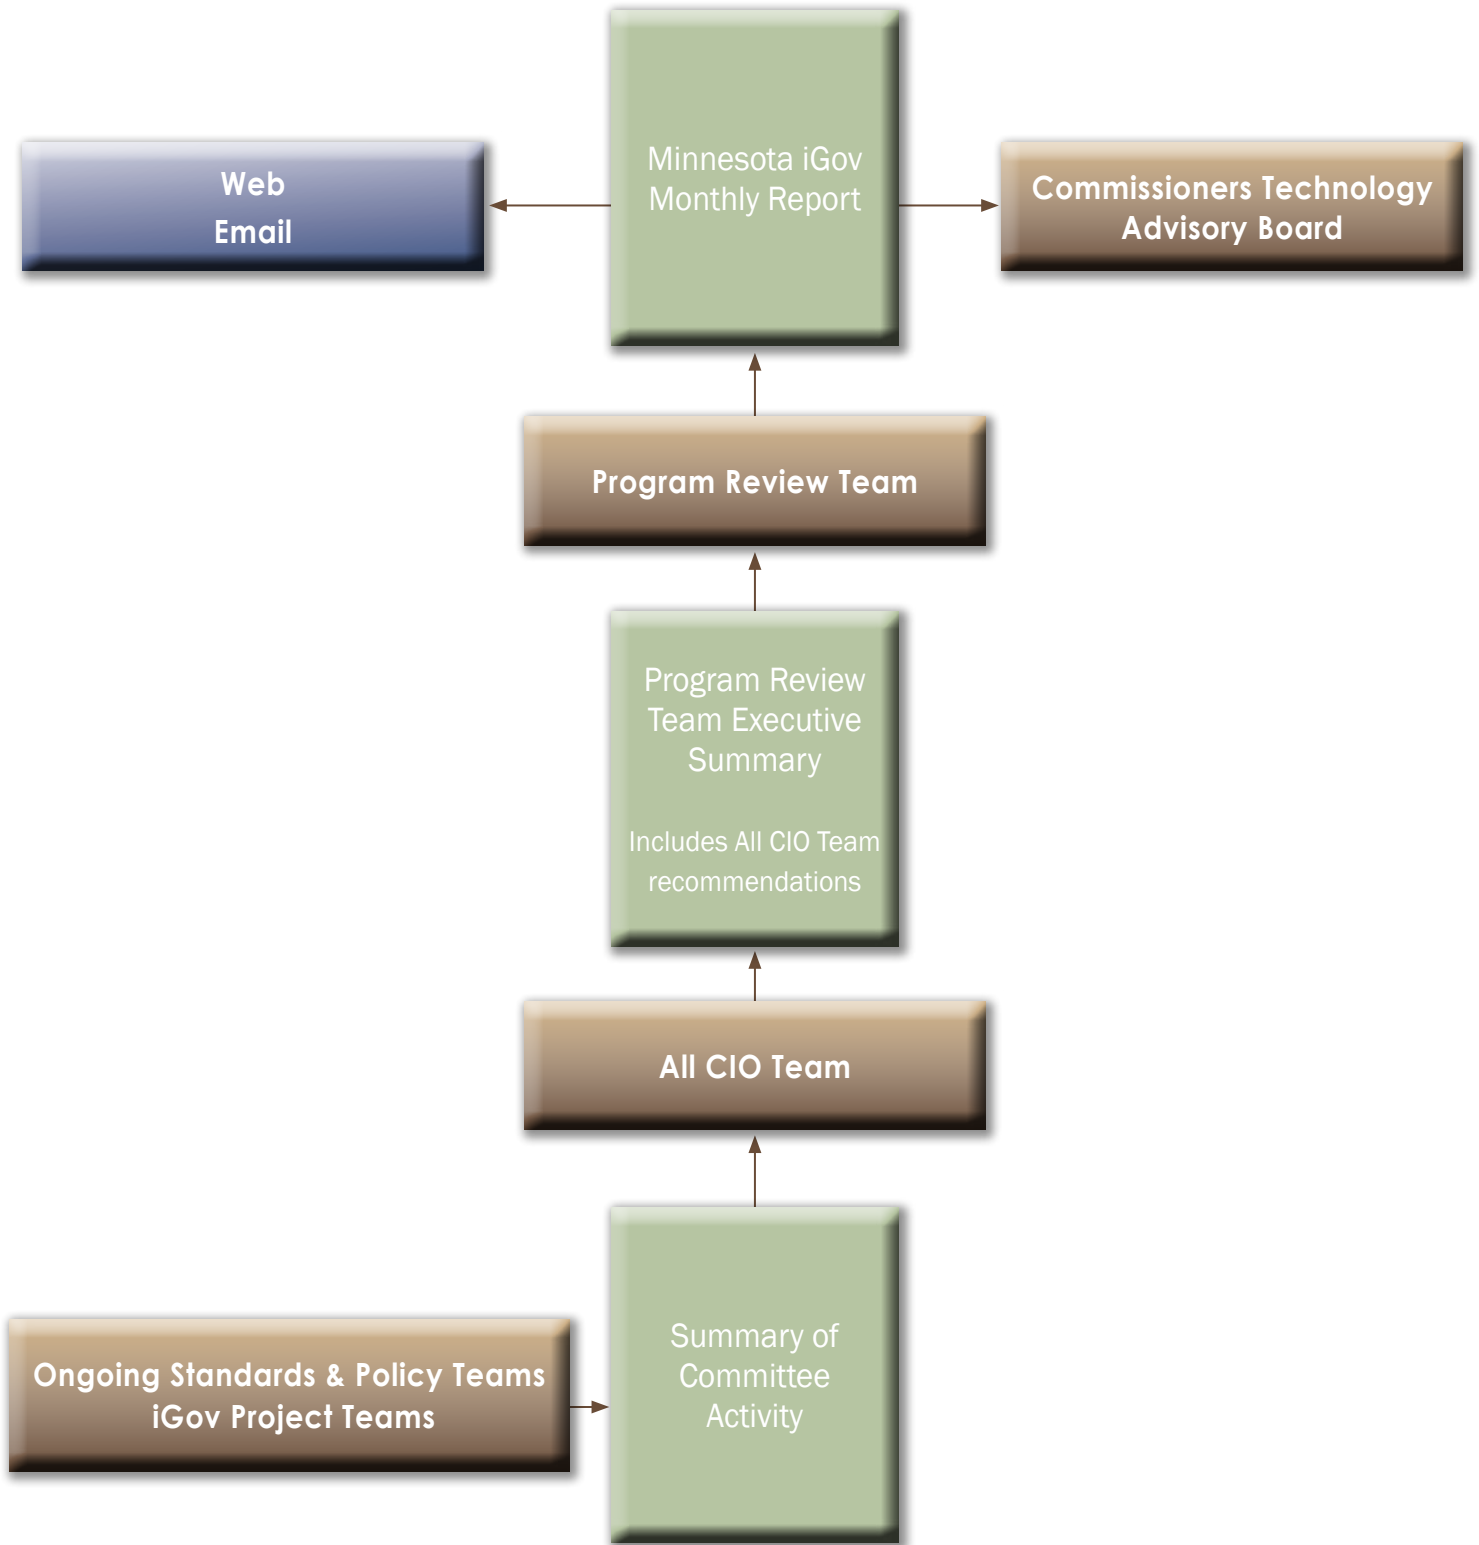 Minnesota iGov
Monthly Report
Web
Email
Commissioners Technology
Advisory Board
Program Review Team
Program Review
Team Executive
Summary
Includes All CIO Team
recommendations
All CIO Team
Summary of
Committee
Activity
Ongoing Standards & Policy Teams
iGov Project Teams